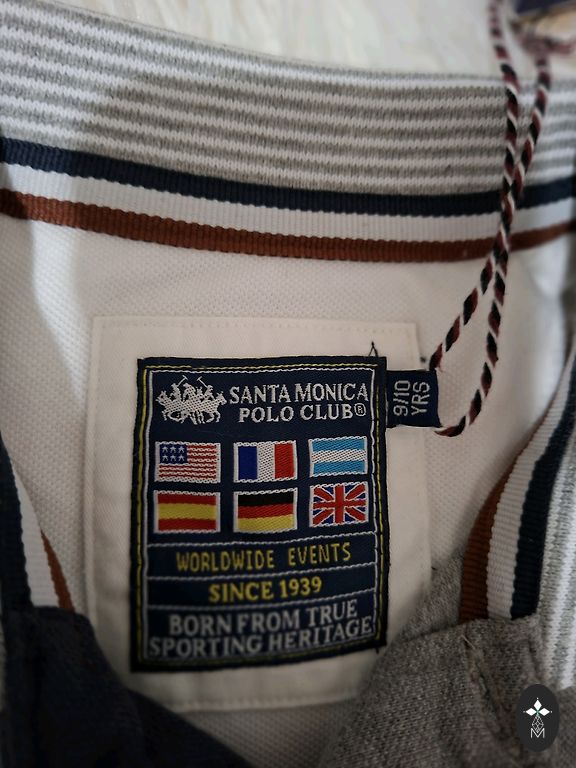 SANTA MONICA
POLO CLUB®
9/10
YRS
WORLDWIDE EVENTS
SINCE 1939
BORN FROM TRUE
SPORTING HERITAGE
M